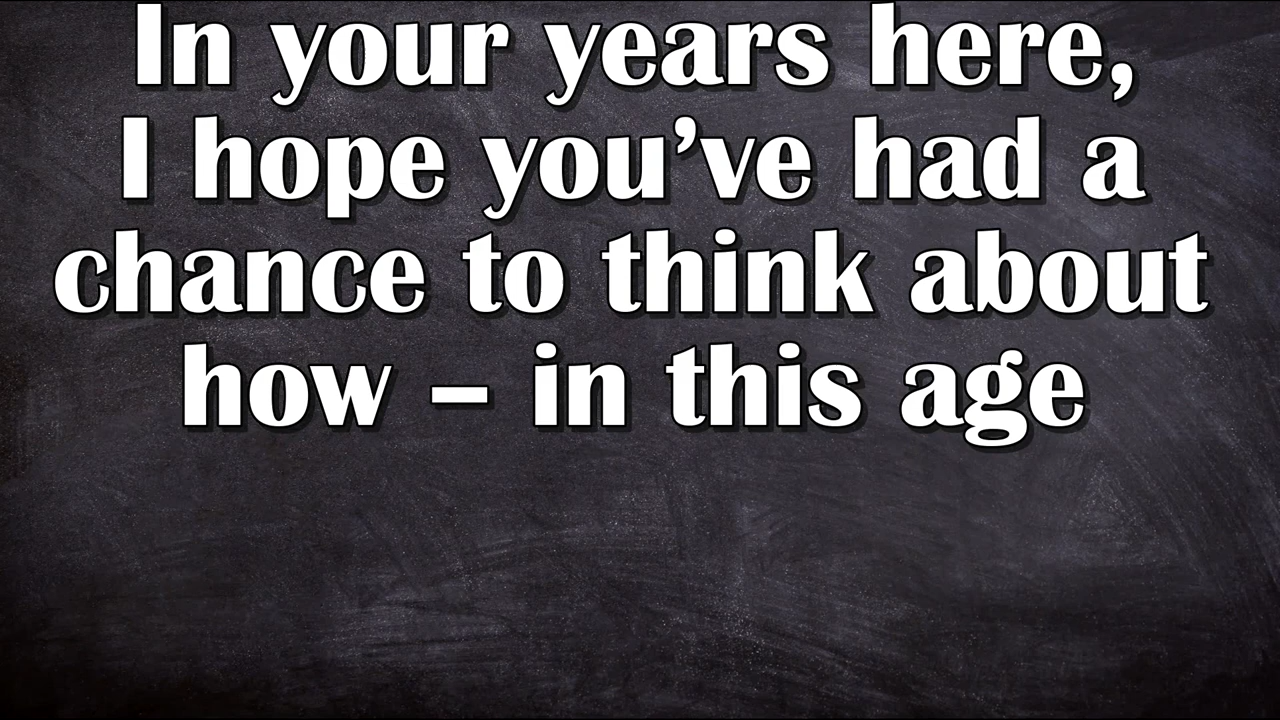 In your years here,
I hope you’ve had a
chance to think about
how – in this age